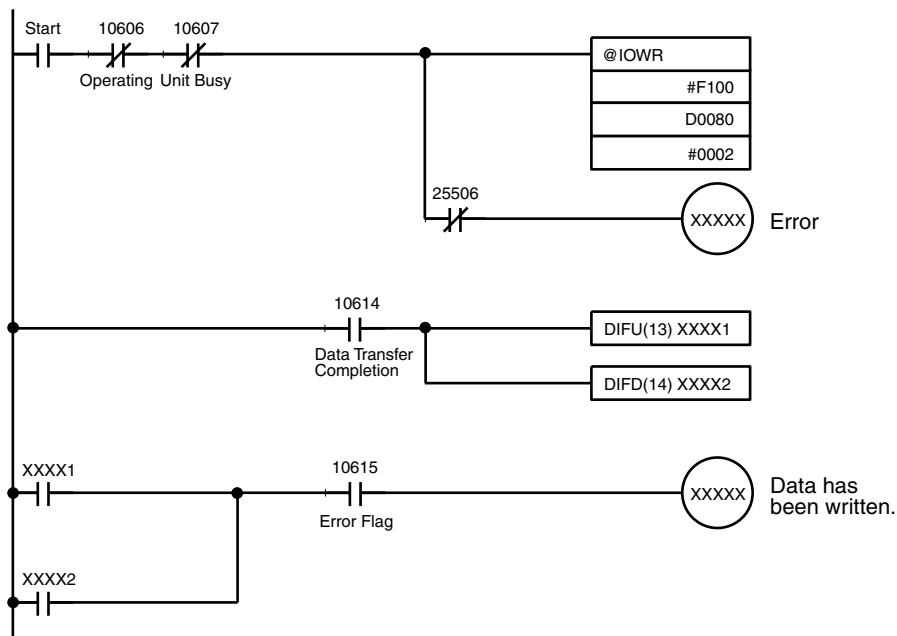 Start
10606
10607
Operating
Unit Busy
@IOWR
#F100
D0080
#0002
25506
XXXXX
Error
10614
Data Transfer
Completion
DIFU(13) XXXX1
DIFD(14) XXXX2
XXXX1
10615
Error Flag
XXXXX
Data has
been written.
XXXX2